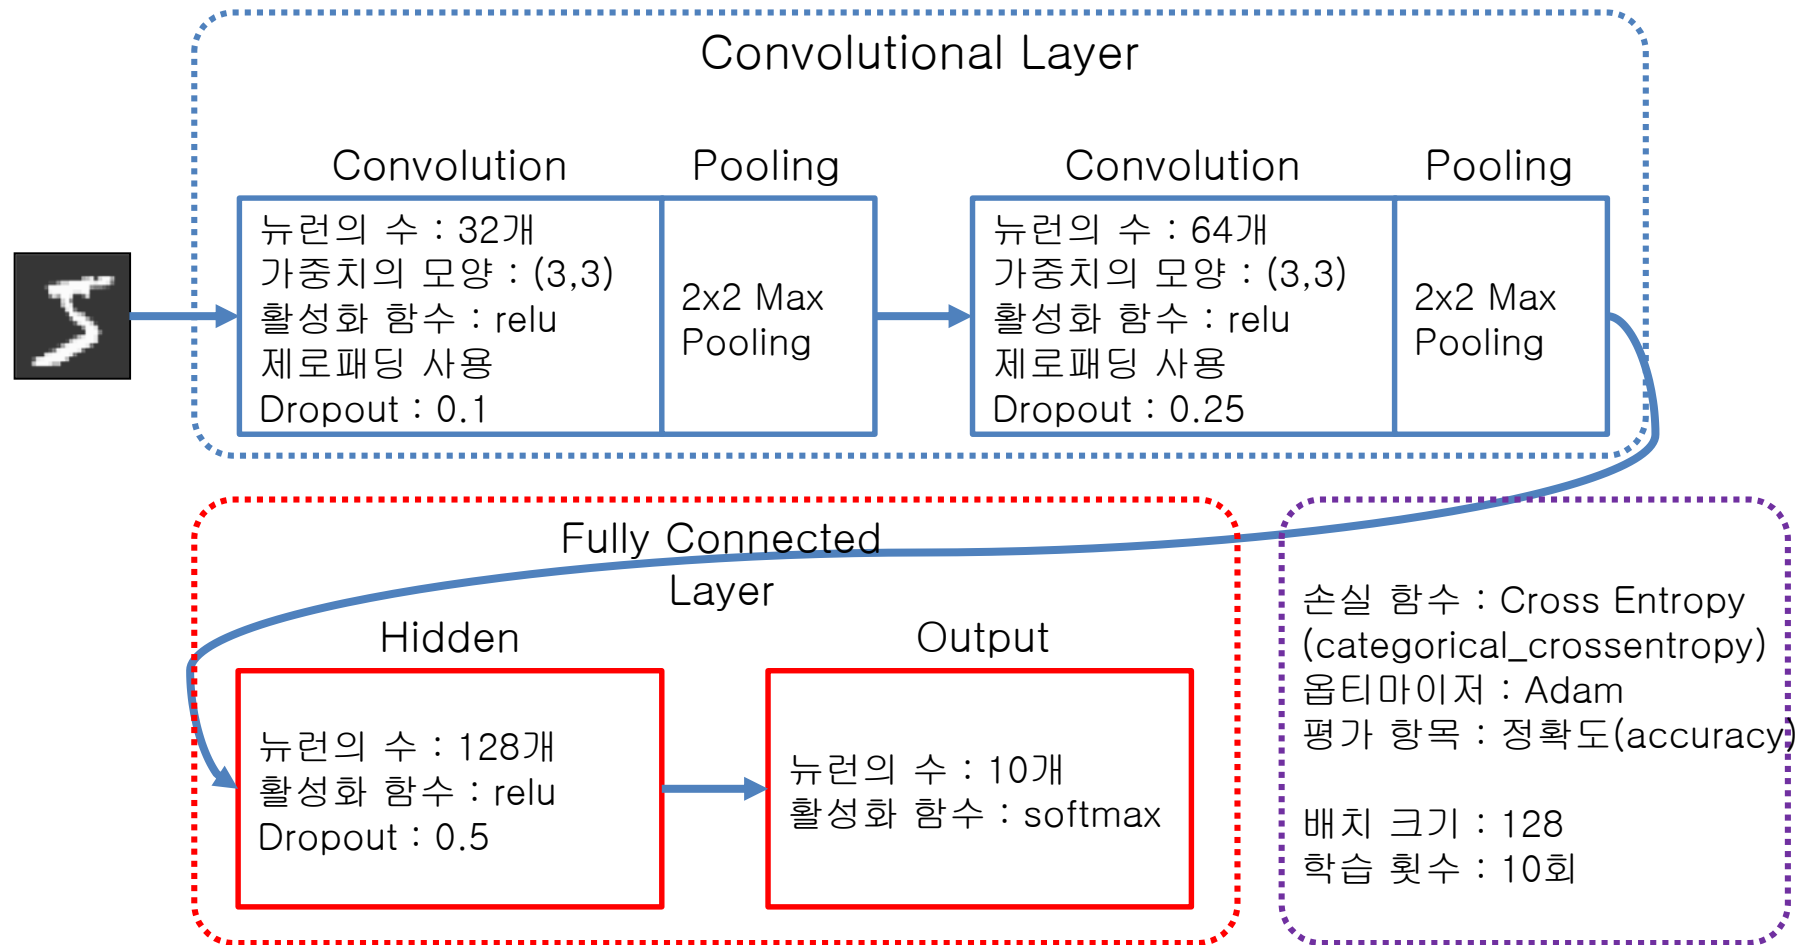 Convolutional Layer
Convolution
Pooling
Convolution
Pooling
뉴런의 수 : 32개
가중치의 모양 : (3,3)
활성화 함수 : relu
제로패딩 사용
Dropout : 0.1
2x2 Max
Pooling
뉴런의 수 : 64개
가중치의 모양 : (3,3)
활성화 함수 : relu
제로패딩 사용
Dropout : 0.25
2x2 Max
Pooling
Fully Connected
Layer
Hidden
Output
뉴런의 수 : 128개
활성화 함수 : relu
Dropout : 0.5
뉴런의 수 : 10개
활성화 함수 : softmax
손실 함수 : Cross Entropy
(categorical_crossentropy)
옵티마이저 : Adam
평가 항목 : 정확도(accuracy)
배치 크기 : 128
학습 횟수 : 10회